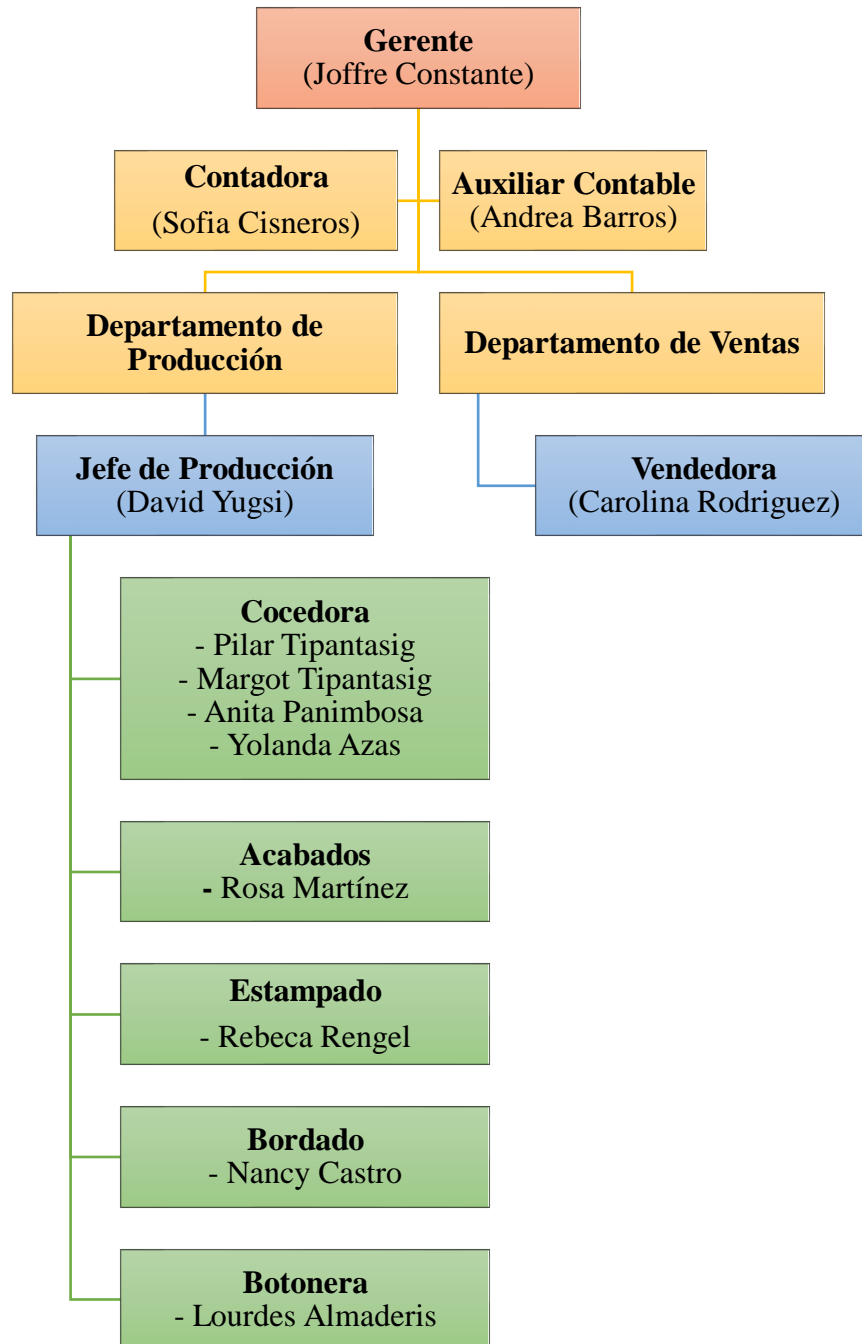 Gerente
(Joffre Constante)
Contadora
(Sofia Cisneros)
Auxiliar Contable
(Andrea Barros)
Departamento de
Producción
Departamento de Ventas
Jefe de Producción
(David Yugsi)
Vendedora
(Carolina Rodriguez)
Cocedora
- Pilar Tipantasig
- Margot Tipantasig
- Anita Panimbosa
- Yolanda Azas
Acabados
- Rosa Martínez
Estampado
- Rebeca Rengel
Bordado
- Nancy Castro
Botonera
- Lourdes Almaderis